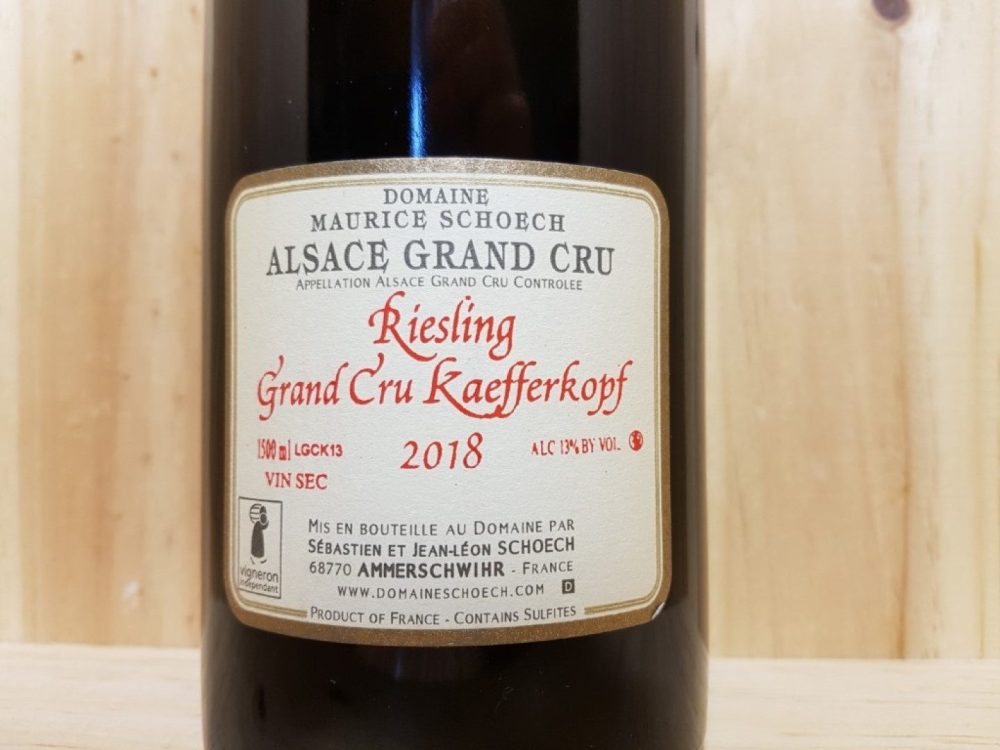 DOMAINE
MAURICE SCHOECH
ALSACE GRAND CRU
APPELLATION ALSACE GRAND CRU CONTROLEE
Riesling
Grand Cru Kaefferkopf
1500 ml LGCK13 2018 ALC 13% BY VOL.
VIN SEC
MIS EN BOUTEILLE AU DOMAINE PAR
SÉBASTIEN ET JEAN-LÉON SCHOECH
68770 AMMERSCHWIHR - FRANCE
WWW.DOMAINESCHOECH.COM D
vigneron
indépendant
PRODUCT OF FRANCE - CONTAINS SULFITES